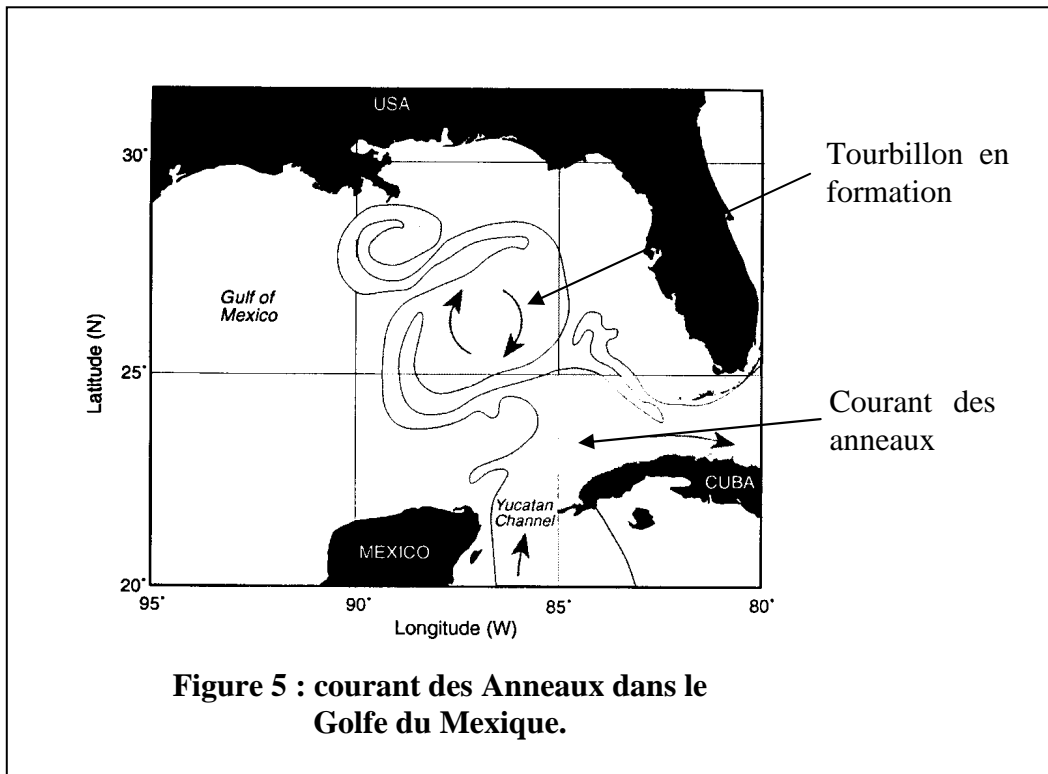 USA
30°
Tourbillon en
formation
Gulf of
Mexico
Latitude (N)
25°
Courant des
anneaux
CUBA
Yucatan
Channel
MEXICO
20°
95°
90°
85°
80°
Longitude (W)
Figure 5 : courant des Anneaux dans le
Golfe du Mexique.